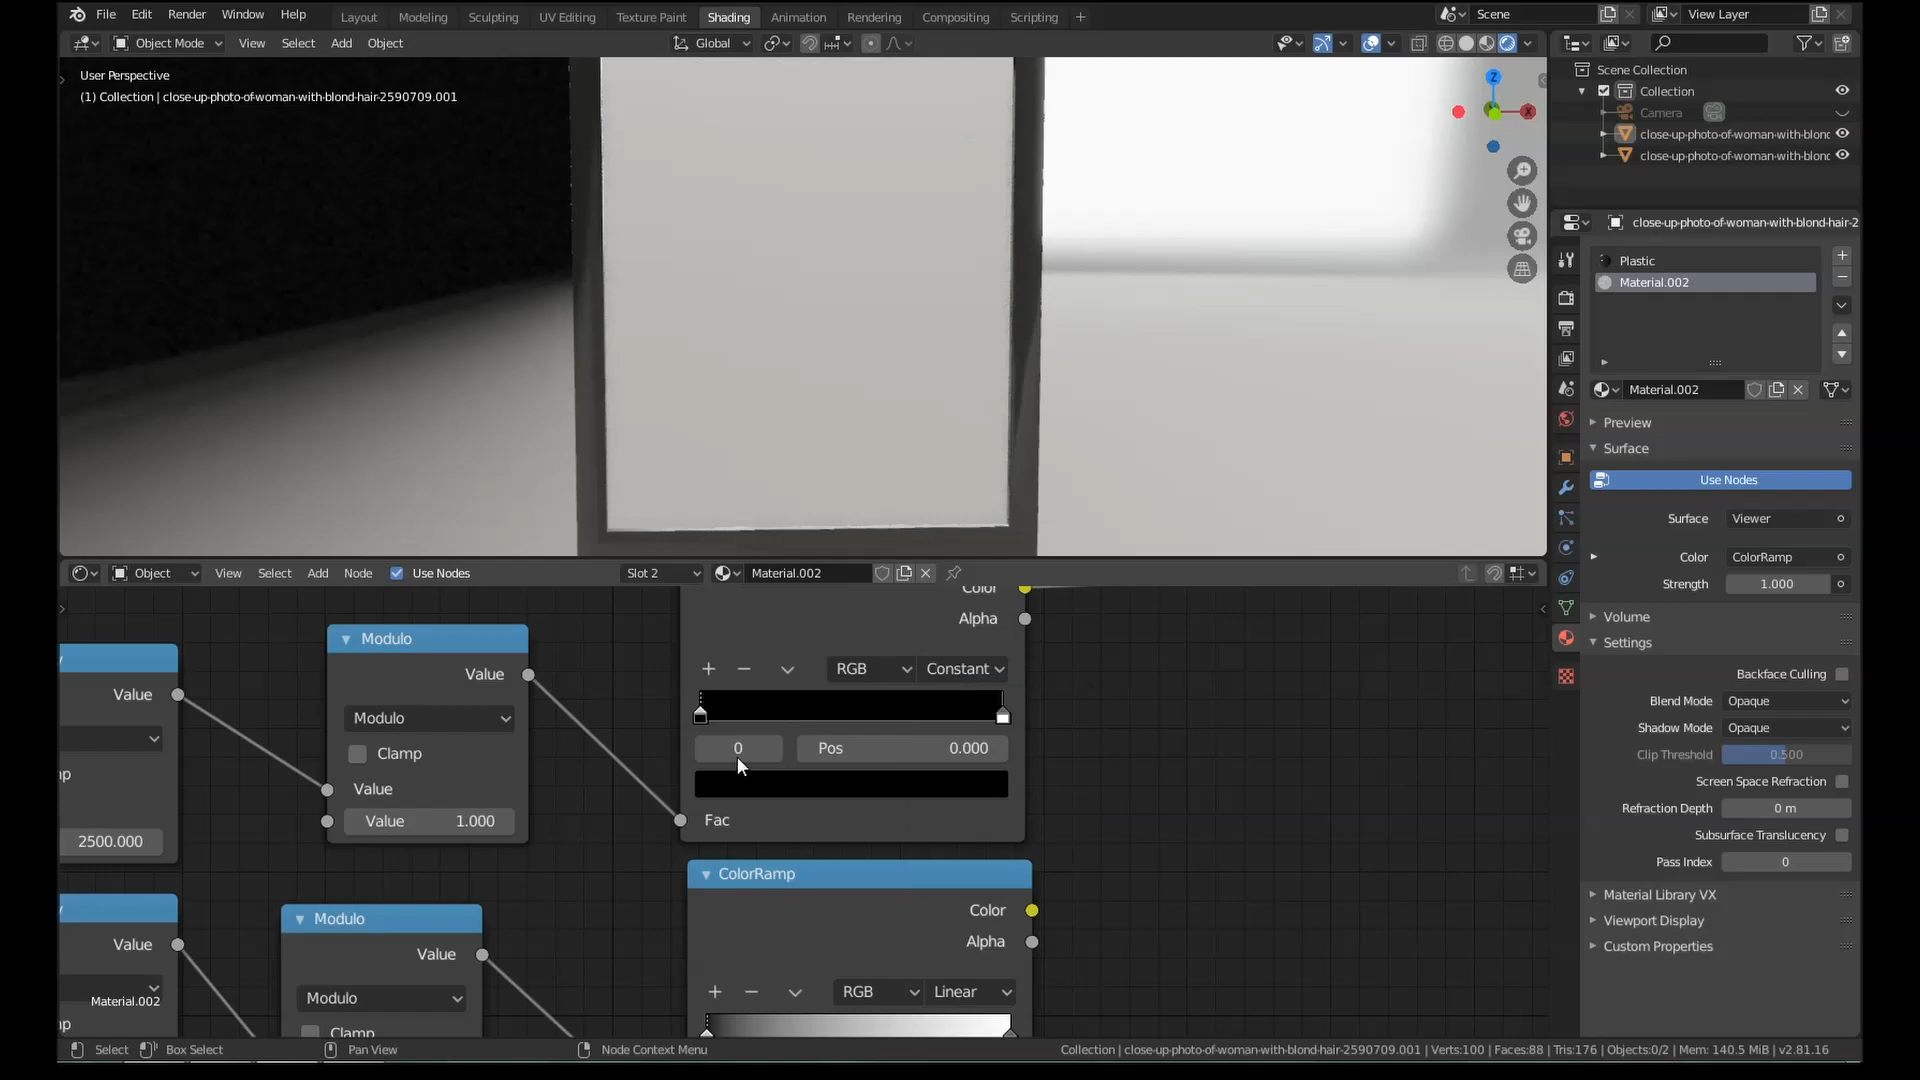 File Edit Render Window Help Layout Modeling Sculpting UV Editing Texture Paint Shading Animation Rendering Compositing Scripting + Scene View Layer
Object Mode View Select Add Object Global
User Perspective
(1) Collection | close-up-photo-of-woman-with-blond-hair-2590709.001
Z
X
Scene Collection
Collection
Camera
close-up-photo-of-woman-with-blond
close-up-photo-of-woman-with-blond
close-up-photo-of-woman-with-blond-hair-2
Plastic
Material.002
Material.002
Preview
Surface
Use Nodes
Surface Viewer
Color ColorRamp
Strength 1.000
Volume
Settings
Backface Culling
Blend Mode Opaque
Shadow Mode Opaque
Clip Threshold 0.500
Screen Space Refraction
Refraction Depth 0 m
Subsurface Translucency
Pass Index 0
Material Library VX
Viewport Display
Custom Properties
Object View Select Add Node Use Nodes Slot 2 Material.002
y
Value
mp
2500.000
y
Value
mp
Material.002
Modulo
Value
Modulo
Clamp
Value
Value 1.000
Modulo
Value
Modulo
Clamp
Color
Alpha
+ − RGB Constant
0 Pos 0.000
Fac
ColorRamp
Color
Alpha
+ − RGB Linear
Select Box Select Pan View Node Context Menu Collection | close-up-photo-of-woman-with-blond-hair-2590709.001 | Verts:100 | Faces:88 | Tris:176 | Objects:0/2 | Mem: 140.5 MiB | v2.81.16